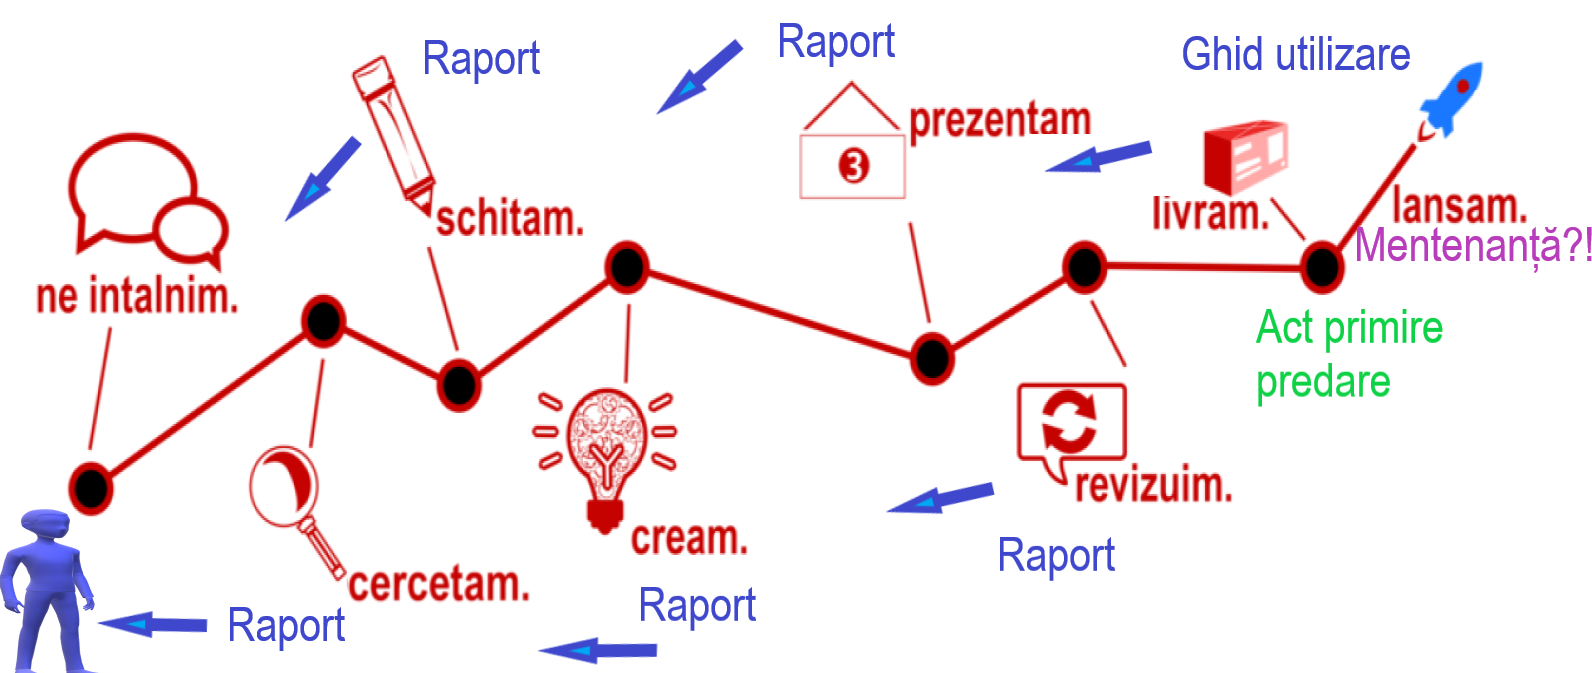 Raport
Raport
Ghid utilizare
prezentam
3
schitam.
livram.
lansam.
Mentenanță?!
ne intalnim.
Act primire
predare
revizuim.
cream.
Raport
cercetam.
Raport
Raport